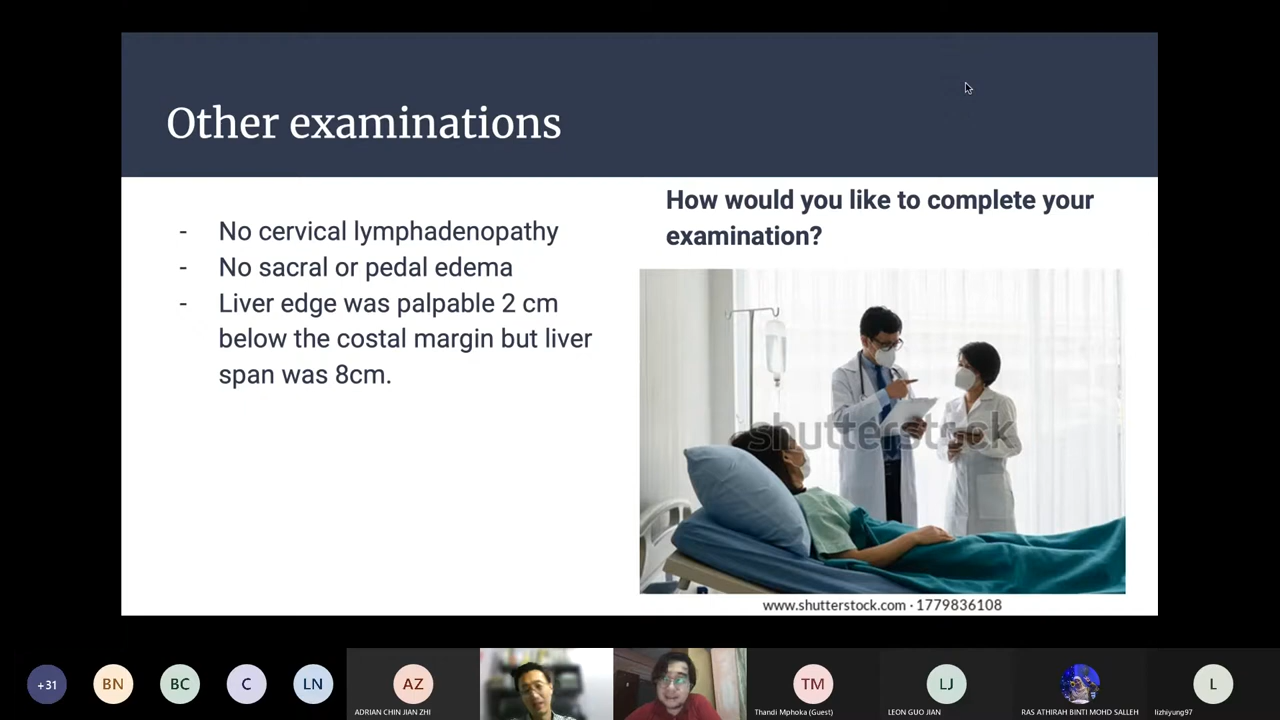 Other examinations
How would you like to complete your
examination?
- No cervical lymphadenopathy
- No sacral or pedal edema
- Liver edge was palpable 2 cm
below the costal margin but liver
span was 8cm.
shutterstock
www.shutterstock.com · 1779836108
+31
BN
BC
C
LN
AZ
ADRIAN CHIN JIAN ZHI
TM
Thandi Mphoka (Guest)
LJ
LEON GUO JIAN
RAS ATHIRAH BINTI MOHD SALLEH
L
lizhiyung97